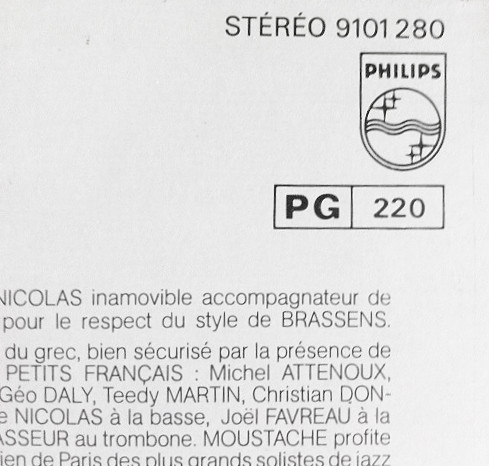 STÉRÉO 9101 280
PHILIPS
PG 220
NICOLAS inamovible accompagnateur de
pour le respect du style de BRASSENS.
du grec, bien sécurisé par la présence de
PETITS FRANÇAIS : Michel ATTENOUX,
Géo DALY, Teedy MARTIN, Christian DON-
e NICOLAS à la basse, Joël FAVREAU à la
ASSEUR au trombone. MOUSTACHE profite
ien de Paris des plus grands solistes de jazz